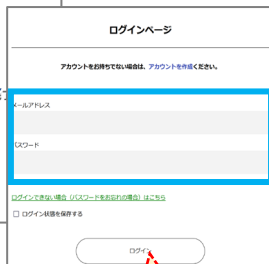 ログインページ
アカウントをお持ちでない場合は、アカウントを作成ください。
メールアドレス
パスワード
ログインできない場合（パスワードをお忘れの場合）はこちら
ログイン状態を保存する
ログイン